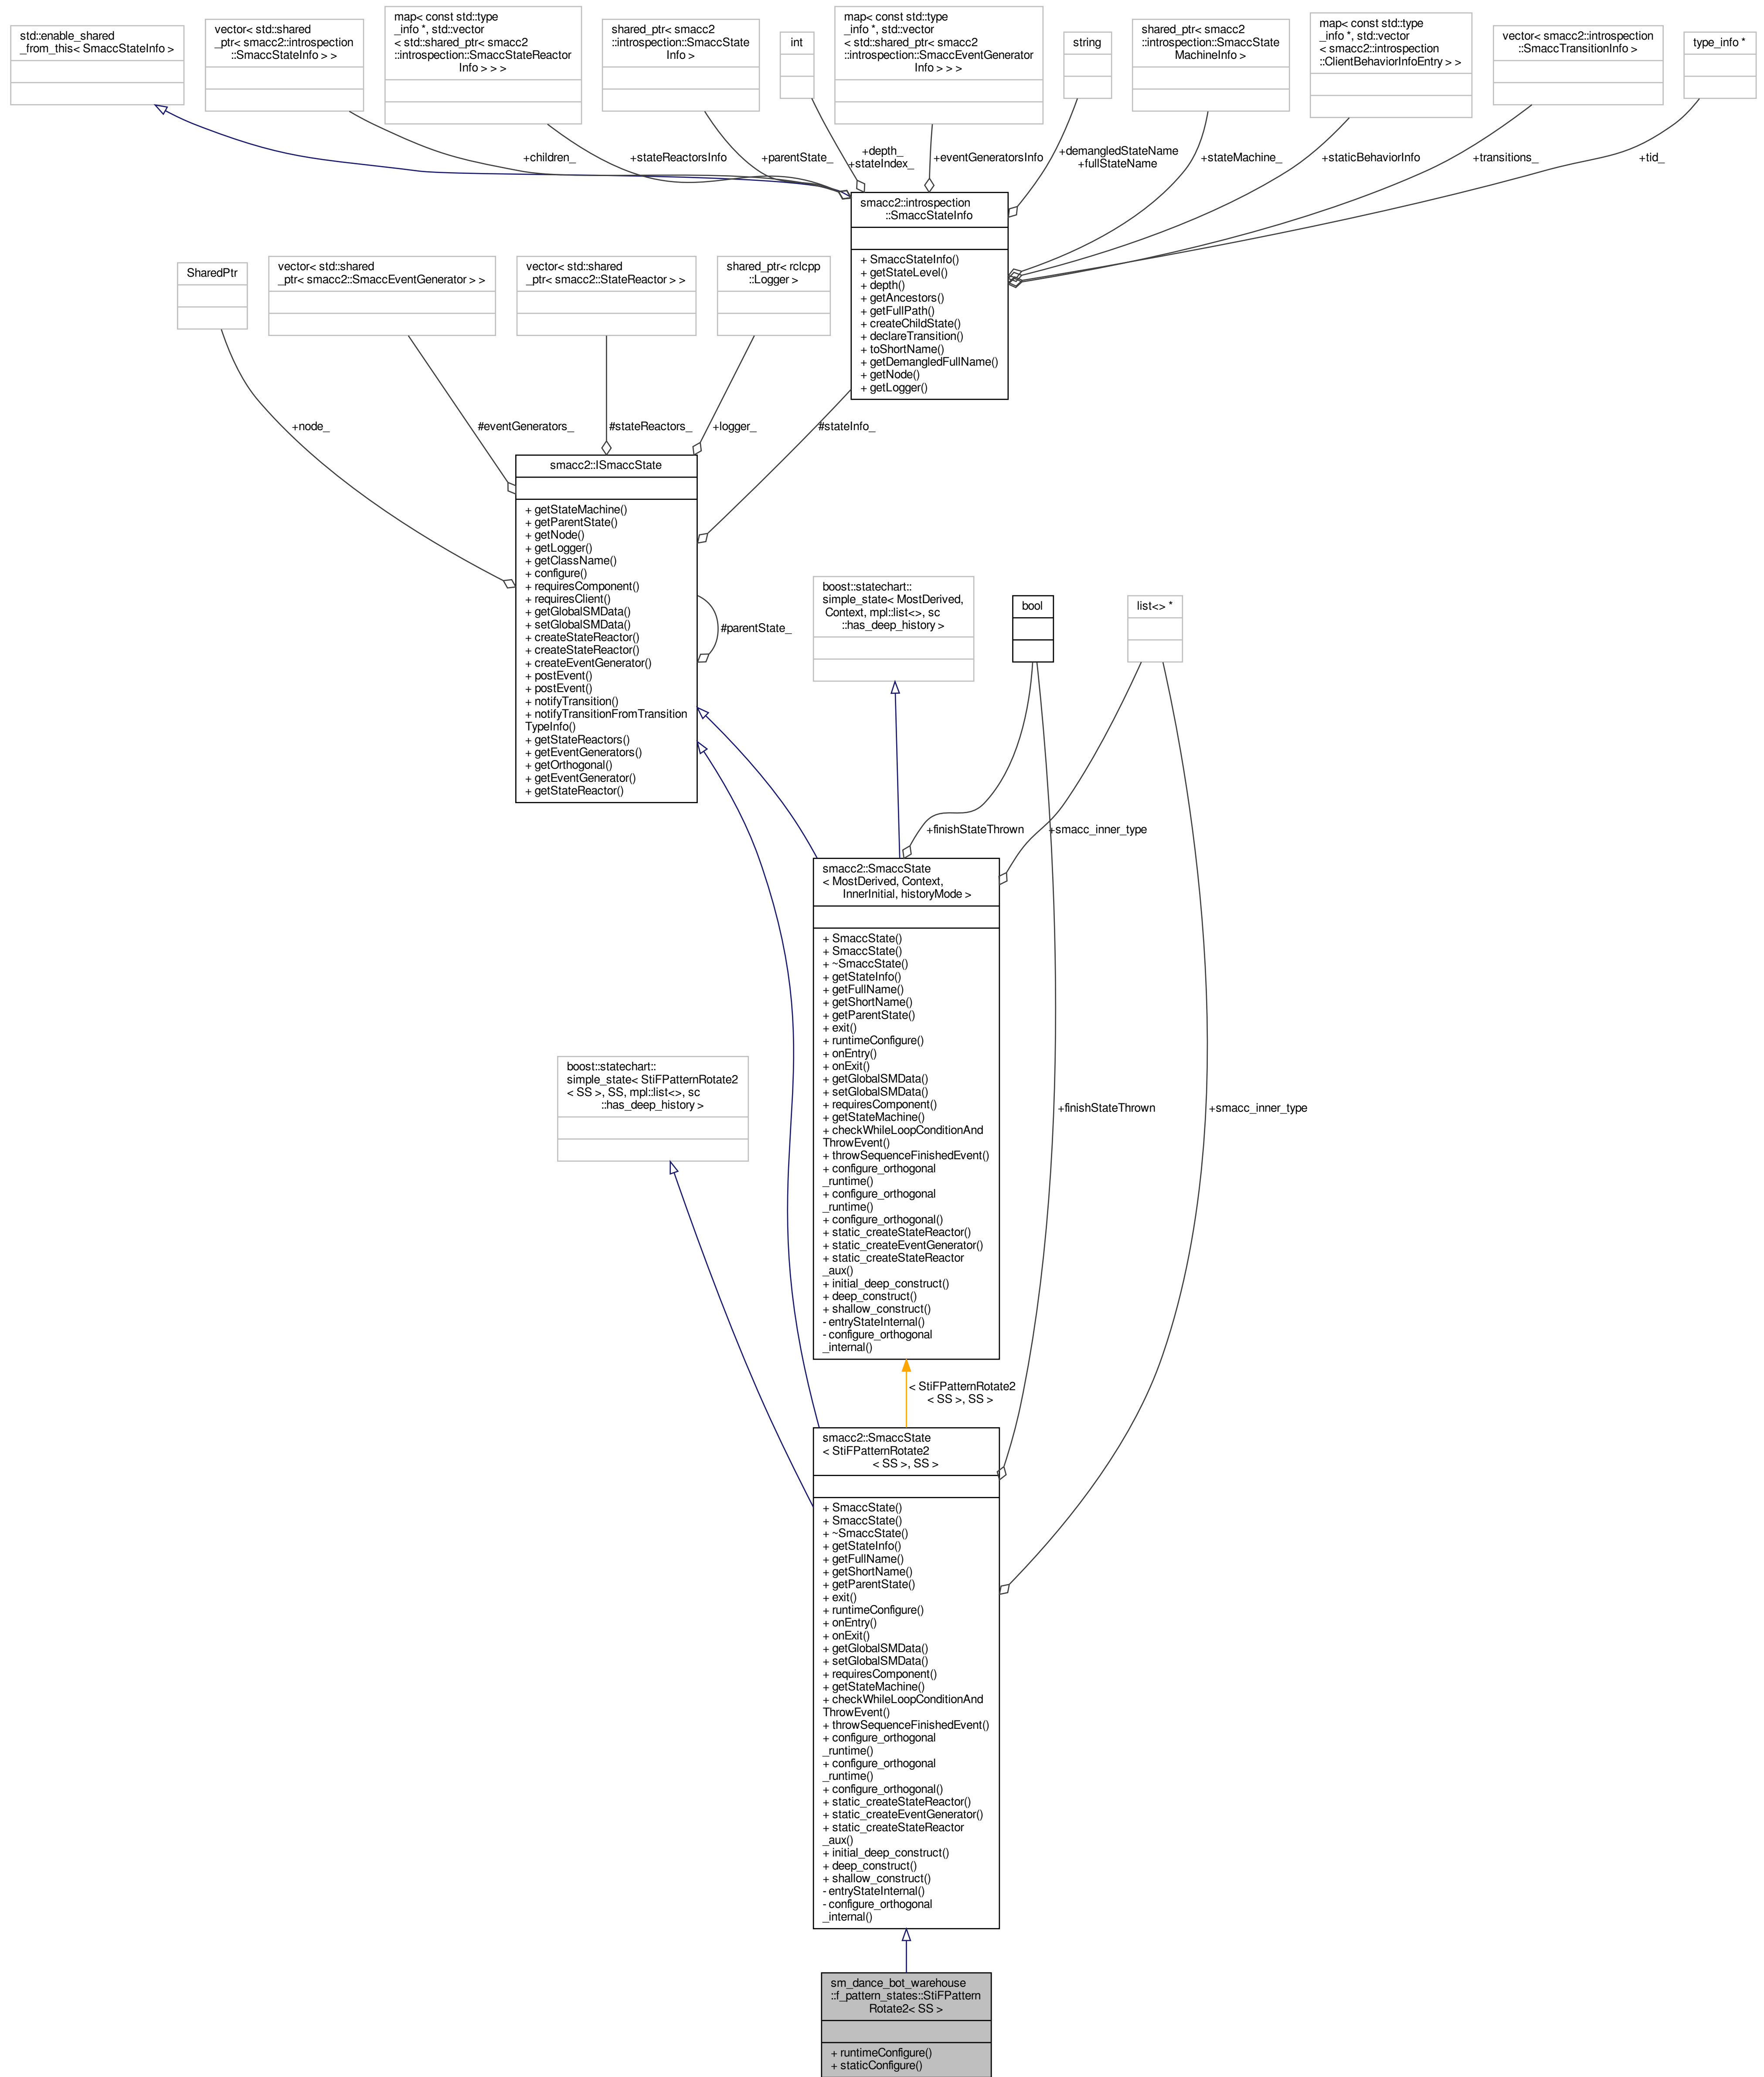 std::enable_shared
_from_this< SmaccStateInfo >
vector< std::shared
_ptr< smacc2::introspection
::SmaccStateInfo > >
map< const std::type
_info *, std::vector
< std::shared_ptr< smacc2
::introspection::SmaccStateReactor
Info > > >
shared_ptr< smacc2
::introspection::SmaccState
Info >
int
map< const std::type
_info *, std::vector
< std::shared_ptr< smacc2
::introspection::SmaccEventGenerator
Info > > >
string
shared_ptr< smacc2
::introspection::SmaccState
MachineInfo >
map< const std::type
_info *, std::vector
< smacc2::introspection
::ClientBehaviorInfoEntry > >
vector< smacc2::introspection
::SmaccTransitionInfo >
type_info *
+children_
+stateReactorsInfo
+parentState_
+depth_
+stateIndex_
+eventGeneratorsInfo
+demangledStateName
+fullStateName
+stateMachine_
+staticBehaviorInfo
+transitions_
+tid_
smacc2::introspection
::SmaccStateInfo
+ SmaccStateInfo()
+ getStateLevel()
+ depth()
+ getAncestors()
+ getFullPath()
+ createChildState()
+ declareTransition()
+ toShortName()
+ getDemangledFullName()
+ getNode()
+ getLogger()
SharedPtr
vector< std::shared
_ptr< smacc2::SmaccEventGenerator > >
vector< std::shared
_ptr< smacc2::StateReactor > >
shared_ptr< rclcpp
::Logger >
+node_
#eventGenerators_
#stateReactors_
+logger_
#stateInfo_
smacc2::ISmaccState
+ getStateMachine()
+ getParentState()
+ getNode()
+ getLogger()
+ getClassName()
+ configure()
+ requiresComponent()
+ requiresClient()
+ getGlobalSMData()
+ setGlobalSMData()
+ createStateReactor()
+ createStateReactor()
+ createEventGenerator()
+ postEvent()
+ postEvent()
+ notifyTransition()
+ notifyTransitionFromTransition
TypeInfo()
+ getStateReactors()
+ getEventGenerators()
+ getOrthogonal()
+ getEventGenerator()
+ getStateReactor()
#parentState_
boost::statechart::
simple_state< MostDerived,
Context, mpl::list<>, sc
::has_deep_history >
bool
list<> *
+finishStateThrown
+smacc_inner_type
smacc2::SmaccState
< MostDerived, Context,
InnerInitial, historyMode >
+ SmaccState()
+ SmaccState()
+ ~SmaccState()
+ getStateInfo()
+ getFullName()
+ getShortName()
+ getParentState()
+ exit()
+ runtimeConfigure()
+ onEntry()
+ onExit()
+ getGlobalSMData()
+ setGlobalSMData()
+ requiresComponent()
+ getStateMachine()
+ checkWhileLoopConditionAnd
ThrowEvent()
+ throwSequenceFinishedEvent()
+ configure_orthogonal
_runtime()
+ configure_orthogonal
_runtime()
+ configure_orthogonal()
+ static_createStateReactor()
+ static_createEventGenerator()
+ static_createStateReactor
_aux()
+ initial_deep_construct()
+ deep_construct()
+ shallow_construct()
- entryStateInternal()
- configure_orthogonal
_internal()
boost::statechart::
simple_state< StiFPatternRotate2
< SS >, SS, mpl::list<>, sc
::has_deep_history >
+finishStateThrown
+smacc_inner_type
< StiFPatternRotate2
< SS >, SS >
smacc2::SmaccState
< StiFPatternRotate2
< SS >, SS >
+ SmaccState()
+ SmaccState()
+ ~SmaccState()
+ getStateInfo()
+ getFullName()
+ getShortName()
+ getParentState()
+ exit()
+ runtimeConfigure()
+ onEntry()
+ onExit()
+ getGlobalSMData()
+ setGlobalSMData()
+ requiresComponent()
+ getStateMachine()
+ checkWhileLoopConditionAnd
ThrowEvent()
+ throwSequenceFinishedEvent()
+ configure_orthogonal
_runtime()
+ configure_orthogonal
_runtime()
+ configure_orthogonal()
+ static_createStateReactor()
+ static_createEventGenerator()
+ static_createStateReactor
_aux()
+ initial_deep_construct()
+ deep_construct()
+ shallow_construct()
- entryStateInternal()
- configure_orthogonal
_internal()
sm_dance_bot_warehouse
::f_pattern_states::StiFPattern
Rotate2< SS >
+ runtimeConfigure()
+ staticConfigure()